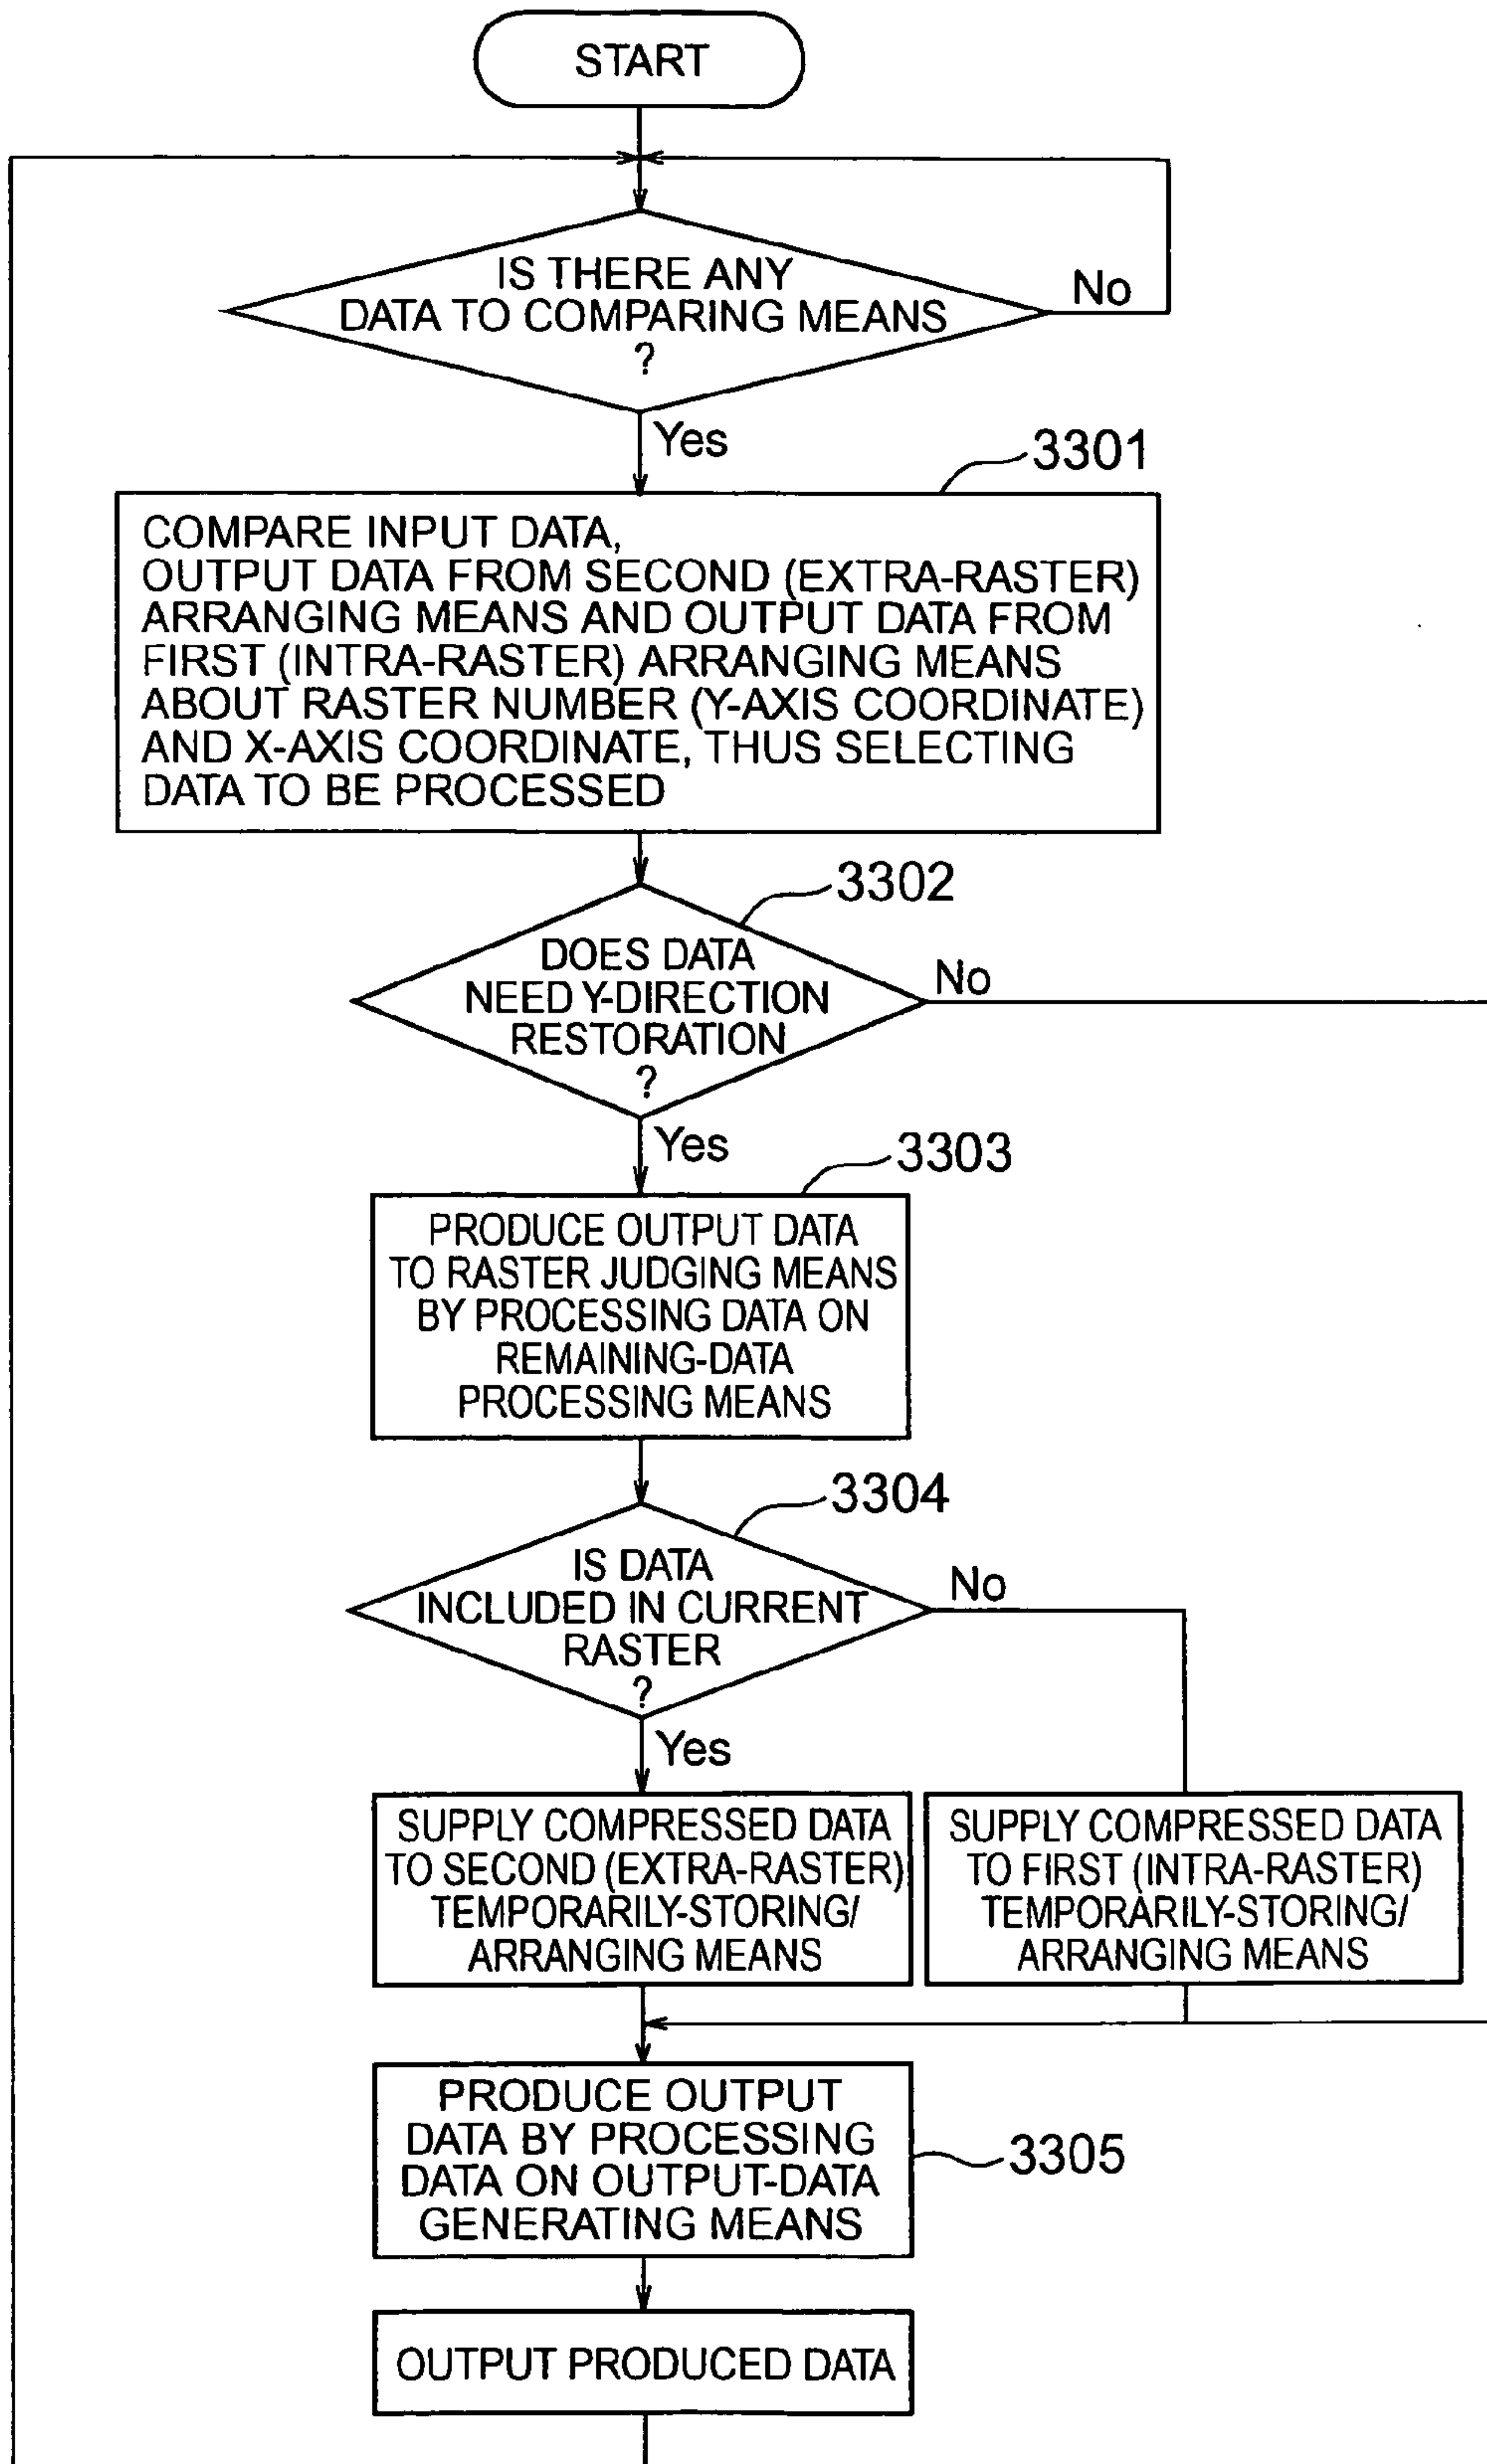 START
IS THERE ANY
DATA TO COMPARING MEANS
?
No
Yes
3301
COMPARE INPUT DATA,
OUTPUT DATA FROM SECOND (EXTRA-RASTER)
ARRANGING MEANS AND OUTPUT DATA FROM
FIRST (INTRA-RASTER) ARRANGING MEANS
ABOUT RASTER NUMBER (Y-AXIS COORDINATE)
AND X-AXIS COORDINATE, THUS SELECTING
DATA TO BE PROCESSED
3302
DOES DATA
NEED Y-DIRECTION
RESTORATION
?
No
Yes
3303
PRODUCE OUTPUT DATA
TO RASTER JUDGING MEANS
BY PROCESSING DATA ON
REMAINING-DATA
PROCESSING MEANS
3304
IS DATA
INCLUDED IN CURRENT
RASTER
?
No
Yes
SUPPLY COMPRESSED DATA
TO SECOND (EXTRA-RASTER)
TEMPORARILY-STORING/
ARRANGING MEANS
SUPPLY COMPRESSED DATA
TO FIRST (INTRA-RASTER)
TEMPORARILY-STORING/
ARRANGING MEANS
PRODUCE OUTPUT
DATA BY PROCESSING
DATA ON OUTPUT-DATA
GENERATING MEANS
3305
OUTPUT PRODUCED DATA